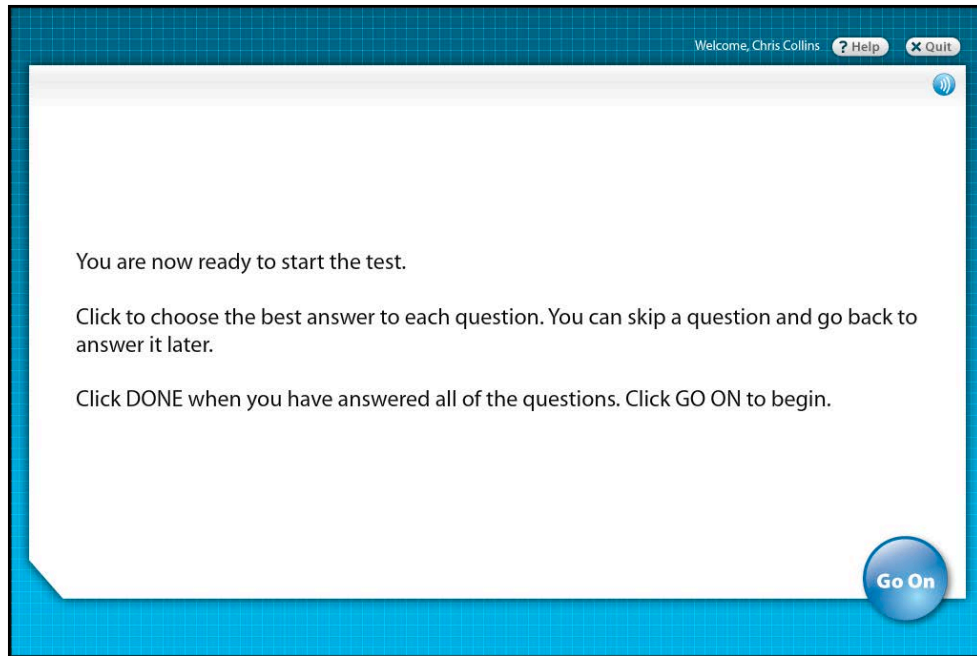 Welcome, Chris Collins
? Help
X Quit
You are now ready to start the test.
Click to choose the best answer to each question. You can skip a question and go back to
answer it later.
Click DONE when you have answered all of the questions. Click GO ON to begin.
Go On